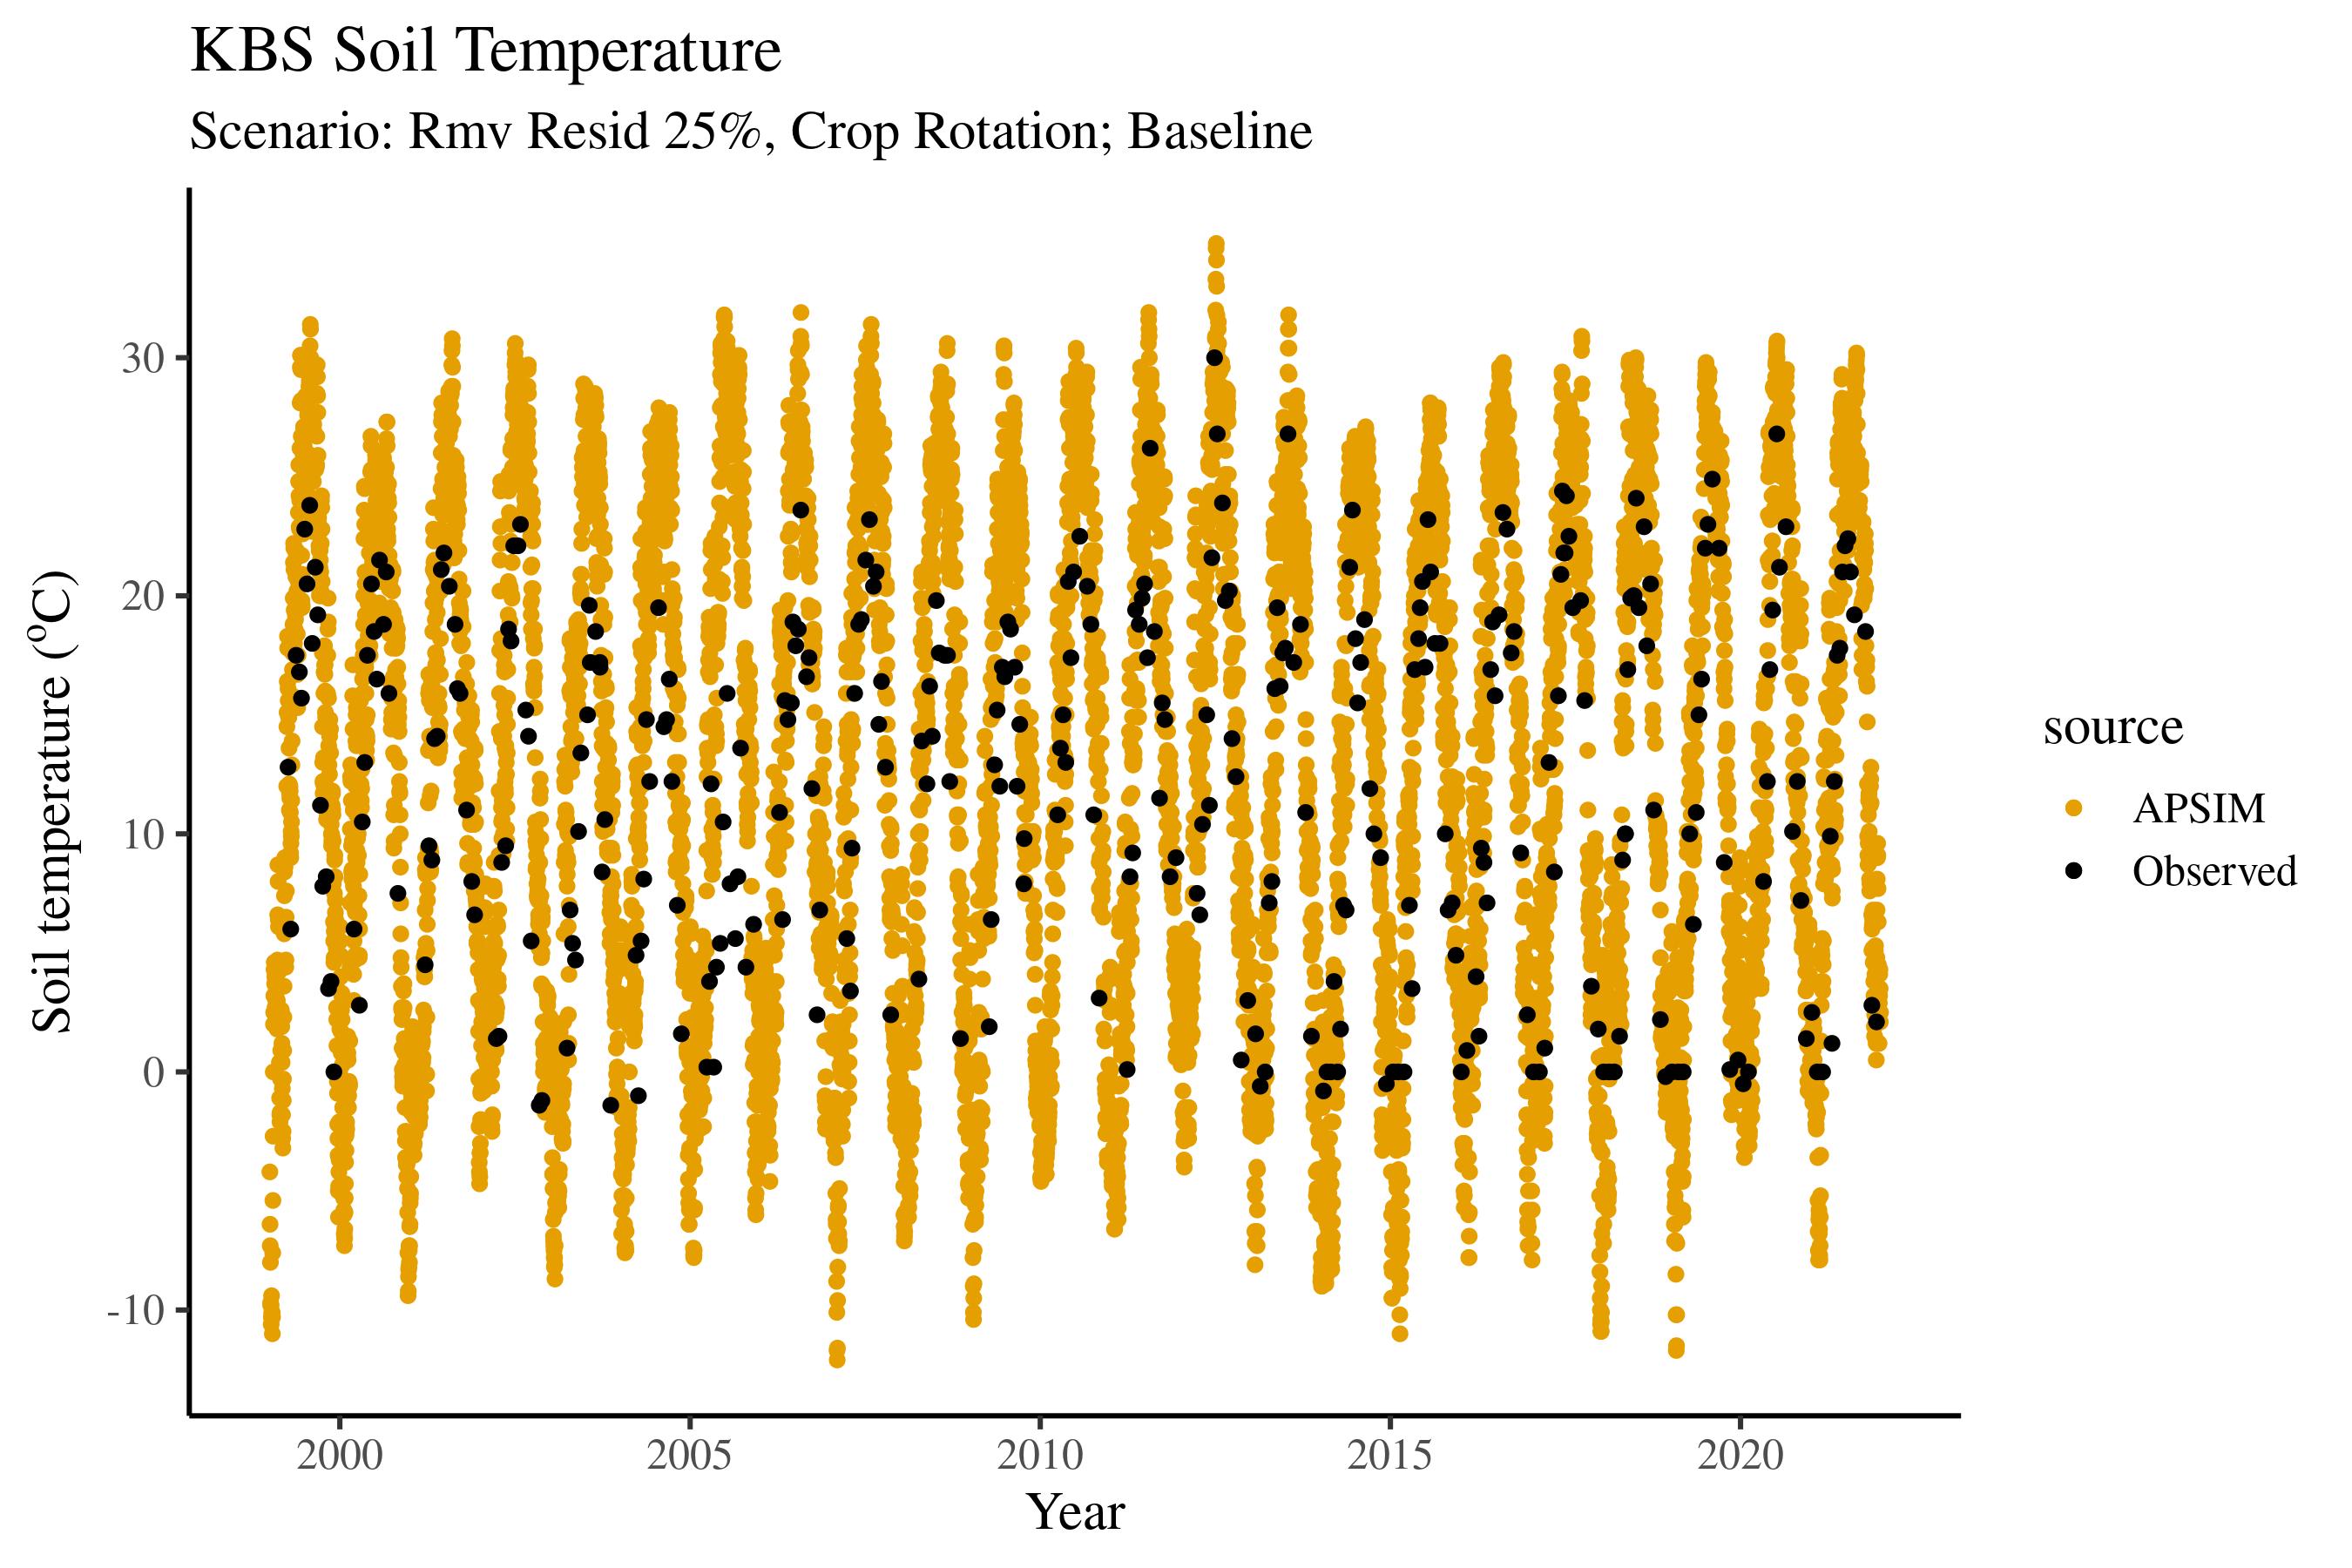 KBS Soil Temperature
Scenario: Rmv Resid 25%, Crop Rotation; Baseline
Soil temperature (°C)
30
20
10
0
-10
2000
2005
2010
2015
2020
Year
source
APSIM
Observed